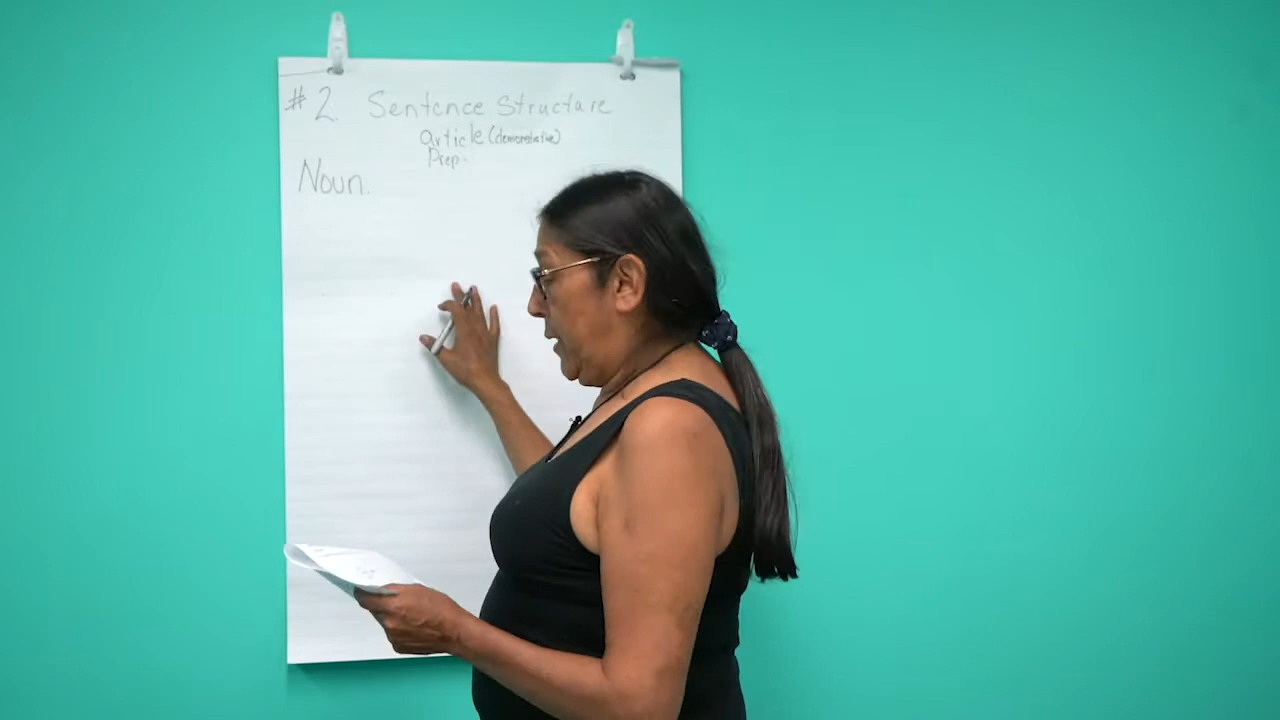 #2. Sentence Structure
article (demonstrative)
Prep.
Noun.